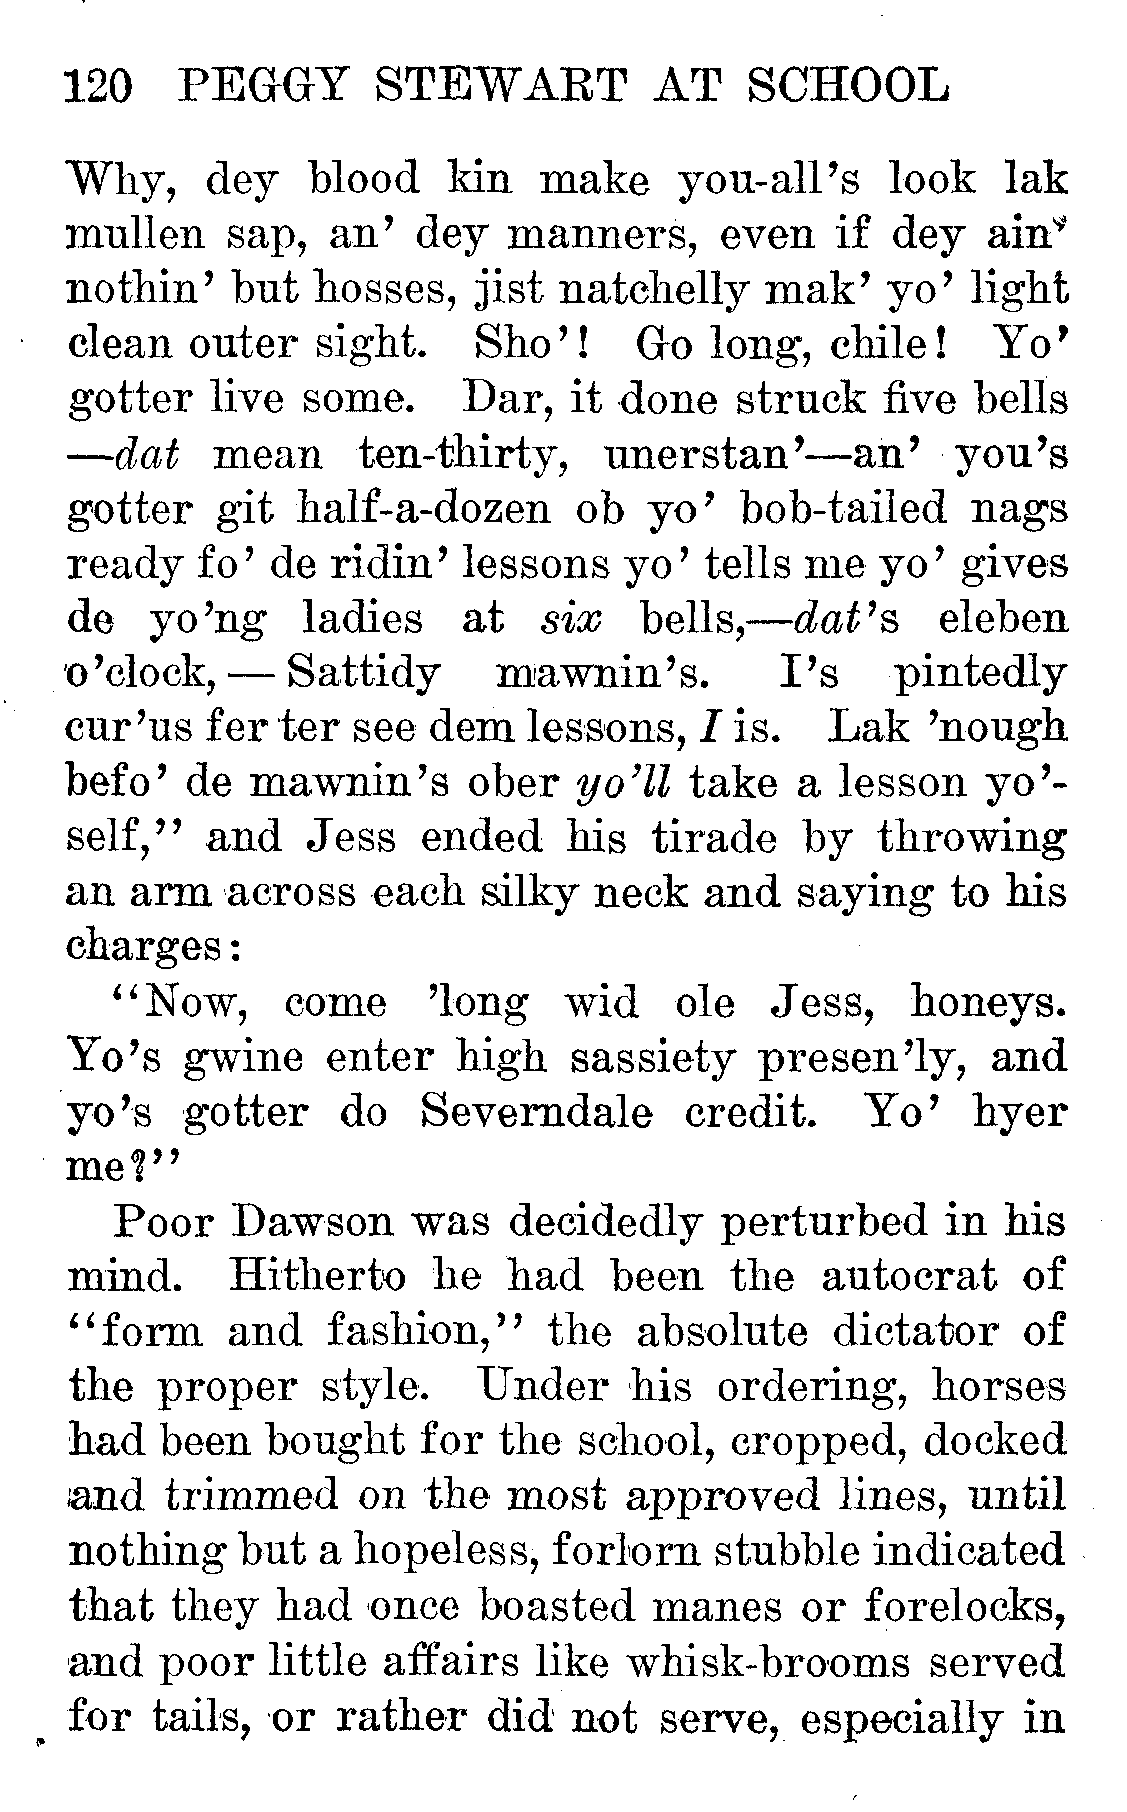 120 PEGGY STEWART AT SCHOOL
Why, dey blood kin make you-all's look lak
mullen sap, an' dey manners, even if dey ain'
nothin' but hosses, jist natchelly mak' yo' light
clean outer sight. Sho'! Go long, chile! Yo'
gotter live some. Dar, it done struck five bells
—dat mean ten-thirty, unerstan'—an' you's
gotter git half-a-dozen ob yo' bob-tailed nags
ready fo' de ridin' lessons yo' tells me yo' gives
de yo'ng ladies at six bells,—dat's eleben
o'clock,— Sattidy mawnin's. I's pintedly
cur'us fer ter see dem lessons, I is. Lak 'nough
befo' de mawnin's ober yo'll take a lesson yo'-
self,'' and Jess ended his tirade by throwing
an arm across each silky neck and saying to his
charges:
“Now, come 'long wid ole Jess, honeys.
Yo's gwine enter high sassiety presen'ly, and
yo's gotter do Severndale credit. Yo' hyer
me?”
Poor Dawson was decidedly perturbed in his
mind. Hitherto he had been the autocrat of
“form and fashion,” the absolute dictator of
the proper style. Under his ordering, horses
had been bought for the school, cropped, docked
and trimmed on the most approved lines, until
nothing but a hopeless, forlorn stubble indicated
that they had once boasted manes or forelocks,
and poor little affairs like whisk-brooms served
for tails, or rather did not serve, especially in